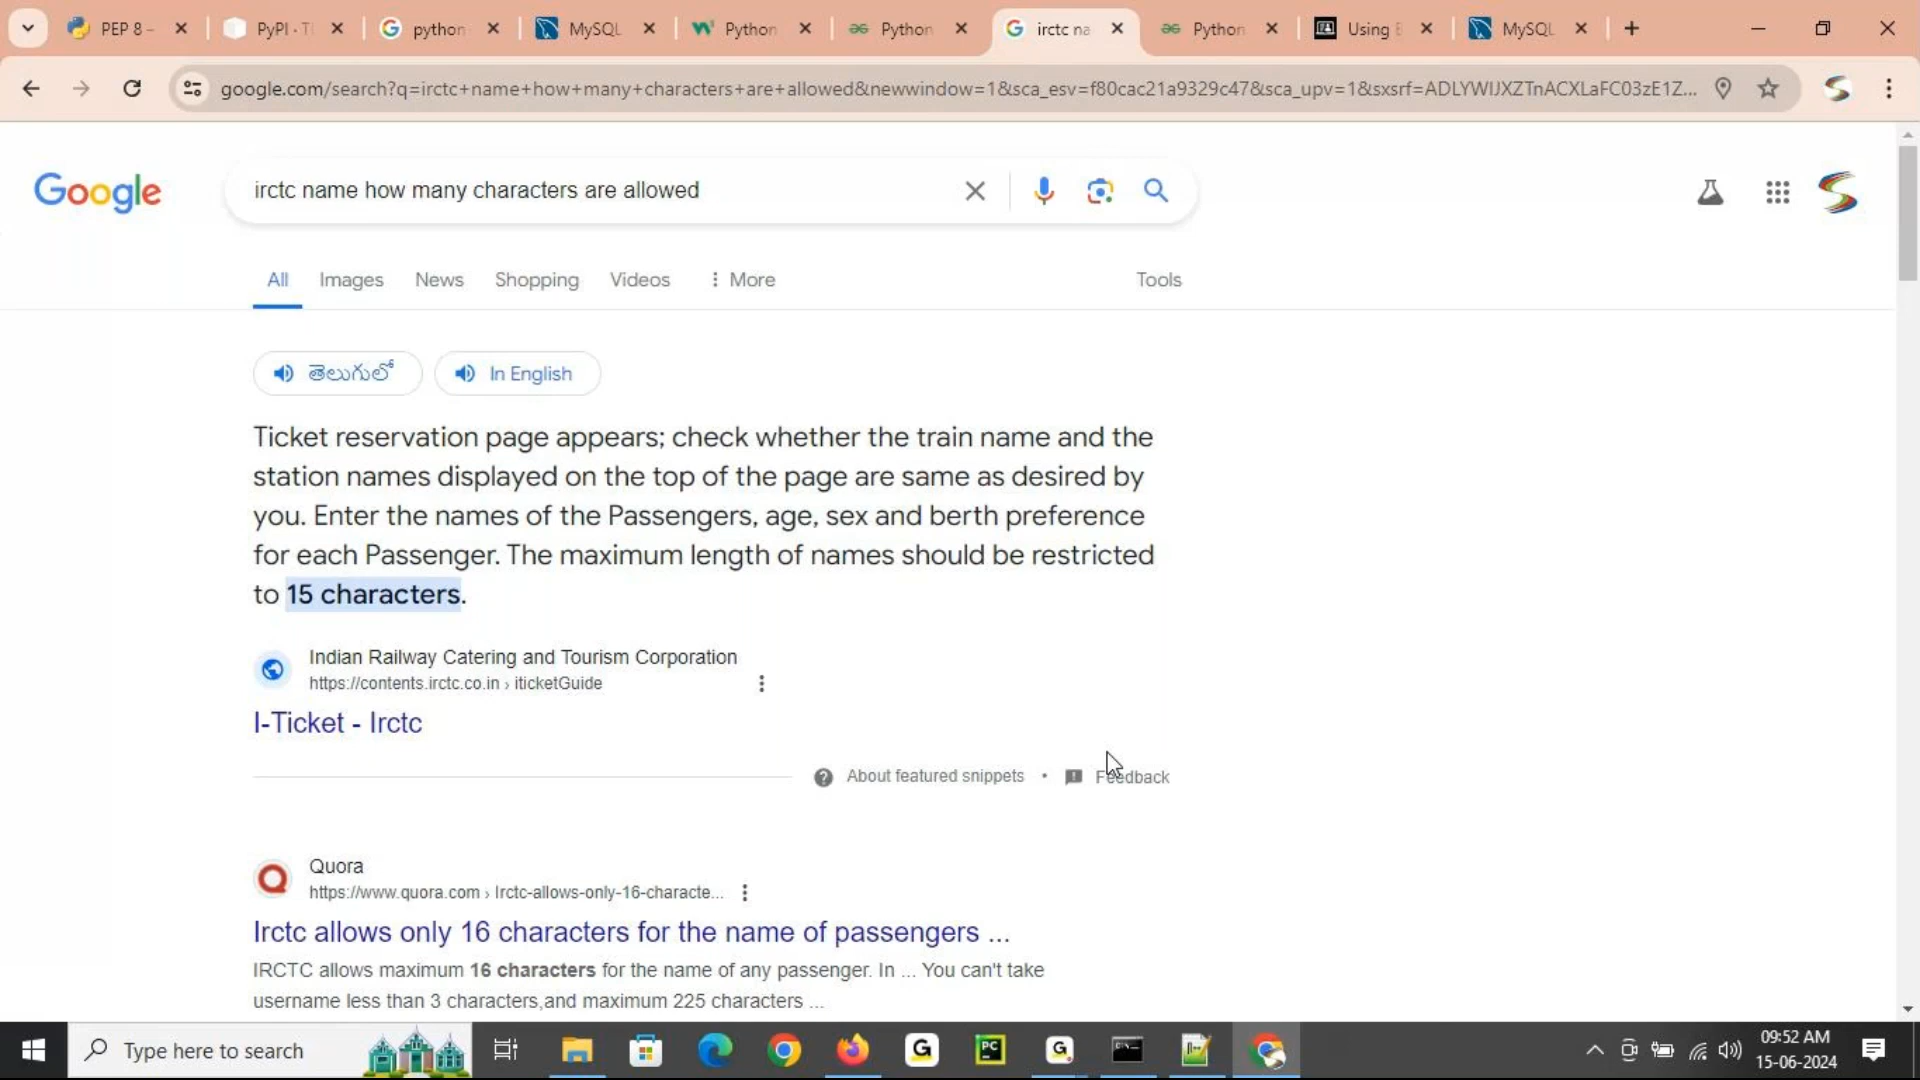 PEP 8 -
PyPI · T
python
MySQL
Python
Python
irctc na
Python
Using
MySQL
google.com/search?q=irctc+name+how+many+characters+are+allowed&newwindow=1&sca_esv=f80cac21a9329c47&sca_upv=1&sxsrf=ADLYWIJXZTnACXLaFC03zE1Z...
Google
irctc name how many characters are allowed
All
Images
News
Shopping
Videos
More
Tools
తెలుగులో
In English
Ticket reservation page appears; check whether the train name and the
station names displayed on the top of the page are same as desired by
you. Enter the names of the Passengers, age, sex and berth preference
for each Passenger. The maximum length of names should be restricted
to 15 characters.
Indian Railway Catering and Tourism Corporation
https://contents.irctc.co.in › iticketGuide
I-Ticket - Irctc
About featured snippets
•
Feedback
Quora
https://www.quora.com › Irctc-allows-only-16-characte...
Irctc allows only 16 characters for the name of passengers ...
IRCTC allows maximum 16 characters for the name of any passenger. In ... You can't take
username less than 3 characters,and maximum 225 characters ...
Type here to search
09:52 AM
15-06-2024